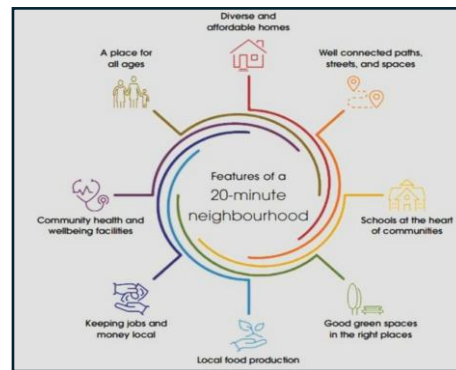 Diverse and
affordable homes
A place for
all ages
Well connected paths,
streets, and spaces
Features of a
20-minute
neighbourhood
Community health and
wellbeing facilities
Schools at the heart
of communities
Keeping jobs and
money local
Good green spaces
in the right places
Local food production